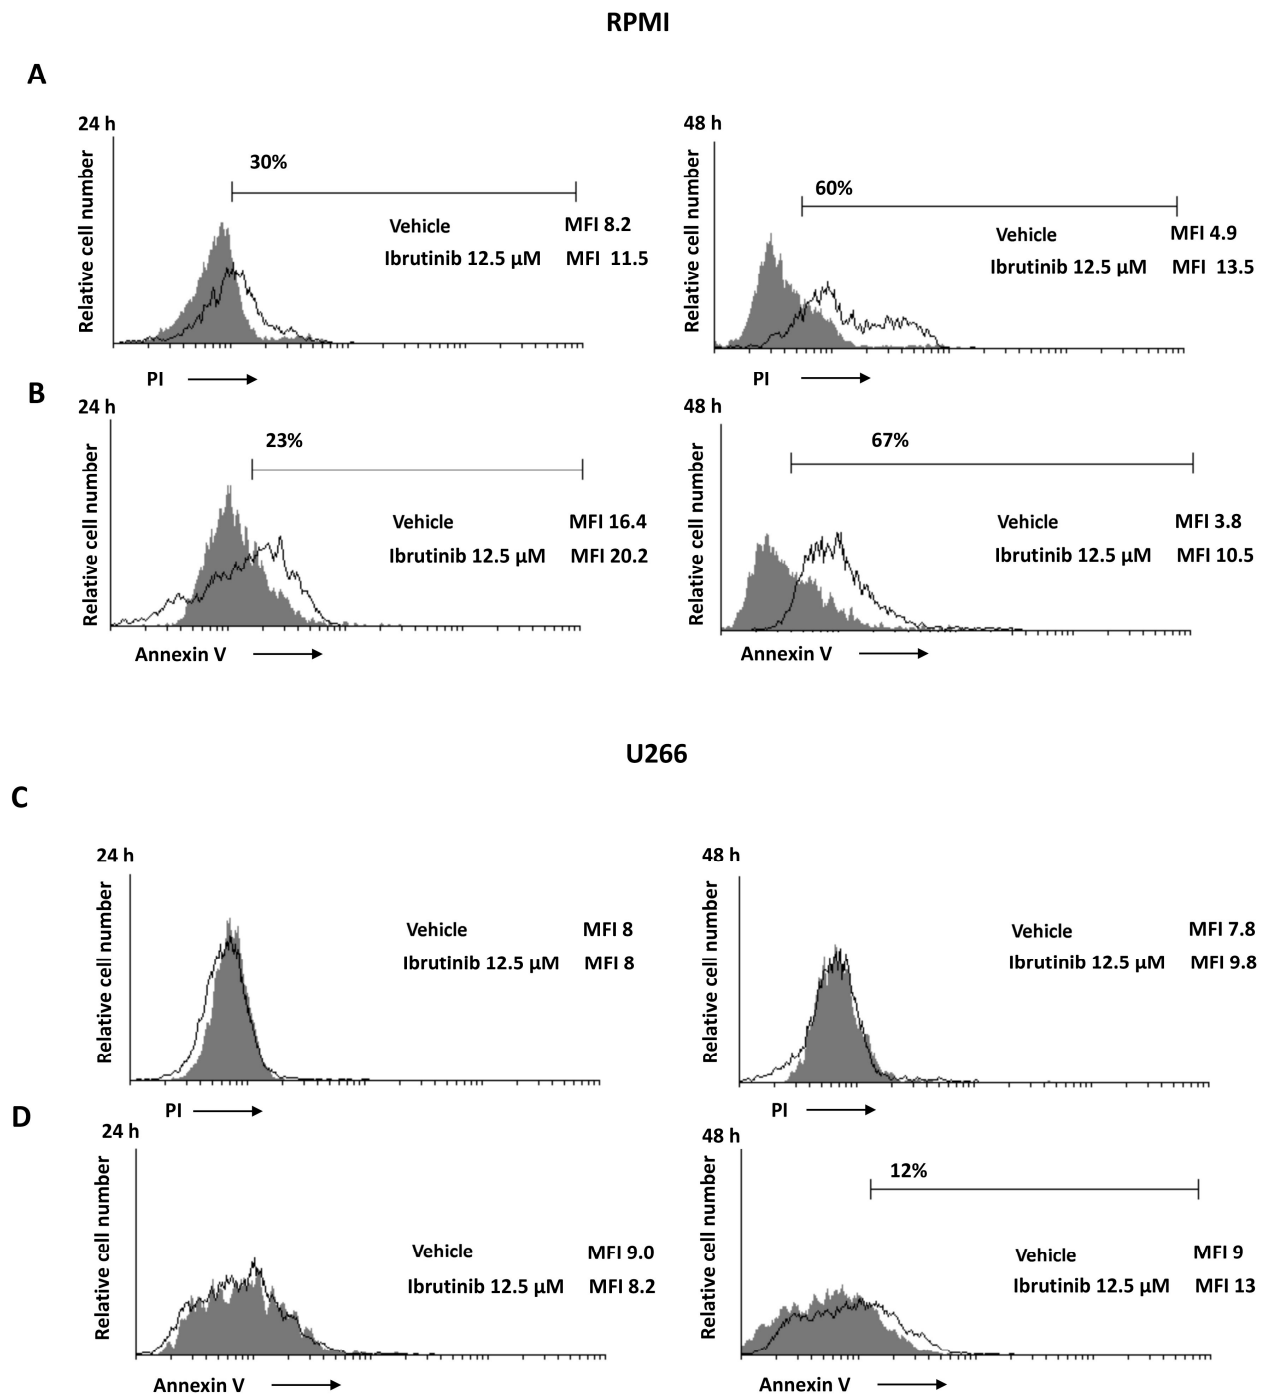 RPMI
A
24 h
Relative cell number
30%
Vehicle MFI 8.2
Ibrutinib 12.5 µM MFI 11.5
PI
48 h
Relative cell number
60%
Vehicle MFI 4.9
Ibrutinib 12.5 µM MFI 13.5
PI
B
24 h
Relative cell number
23%
Vehicle MFI 16.4
Ibrutinib 12.5 µM MFI 20.2
Annexin V
48 h
Relative cell number
67%
Vehicle MFI 3.8
Ibrutinib 12.5 µM MFI 10.5
Annexin V
U266
C
24 h
Relative cell number
Vehicle MFI 8
Ibrutinib 12.5 µM MFI 8
PI
48 h
Relative cell number
Vehicle MFI 7.8
Ibrutinib 12.5 µM MFI 9.8
PI
D
24 h
Relative cell number
Vehicle MFI 9.0
Ibrutinib 12.5 µM MFI 8.2
Annexin V
48 h
Relative cell number
12%
Vehicle MFI 9
Ibrutinib 12.5 µM MFI 13
Annexin V